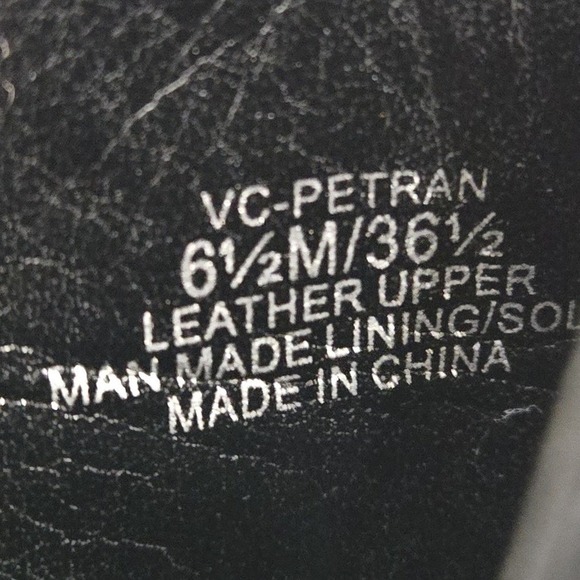 VC-PETRAN
6½M/36½
LEATHER UPPER
MAN MADE LINING/SOL
MADE IN CHINA